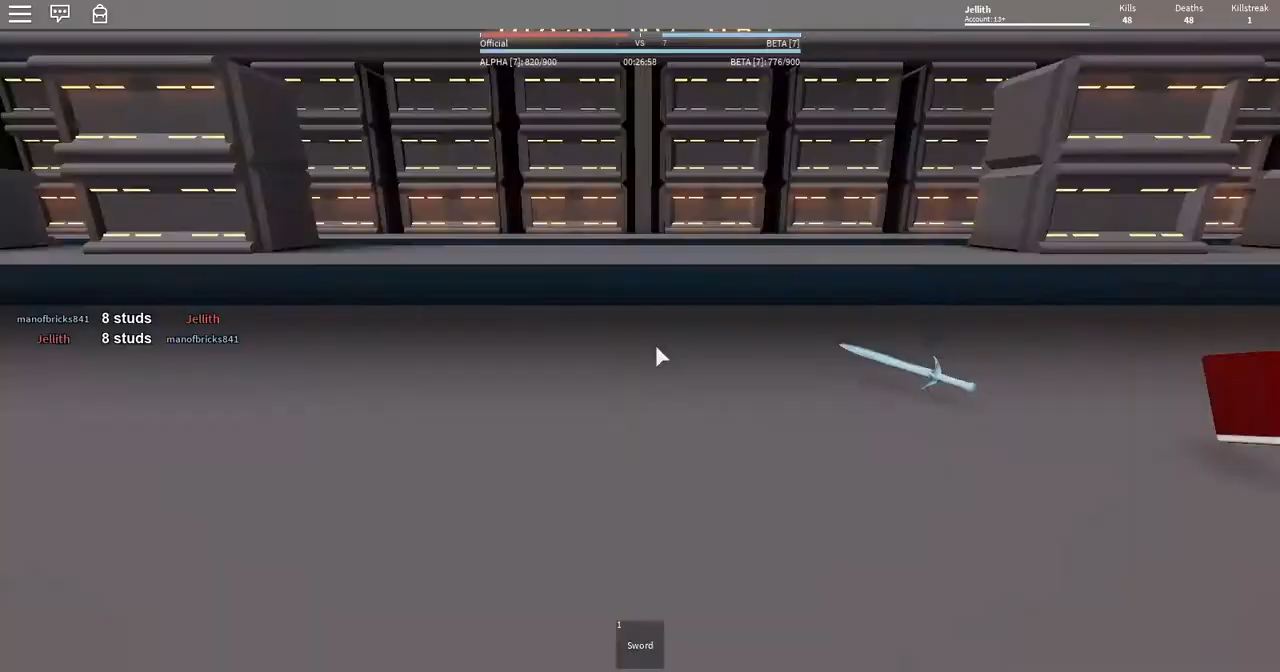 Jellith
Account: 13+
Kills
48
Deaths
48
Killstreak
1
Official VS 7 BETA [7]
ALPHA [7]: 820/900 00:26:58 BETA [7]: 776/900
manofbricks841 8 studs Jellith
Jellith 8 studs manofbricks841
1
Sword